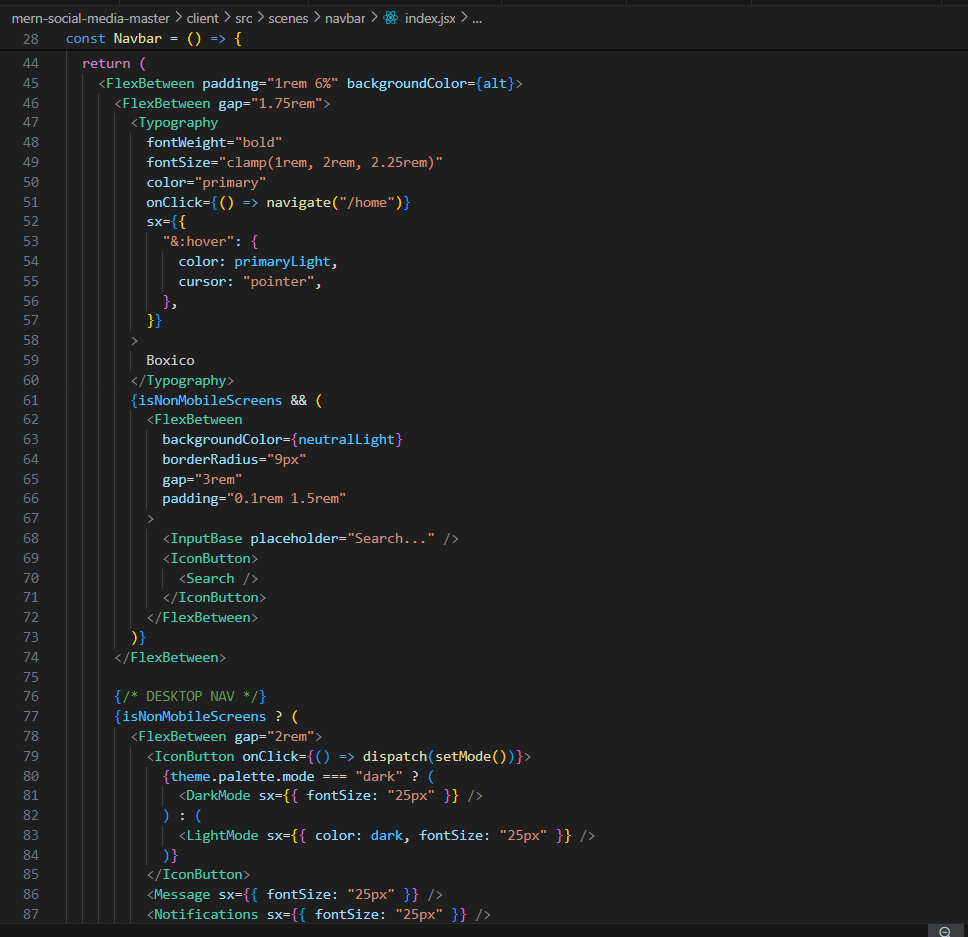 mern-social-media-master > client > src > scenes > navbar > index.jsx > ...
28 const Navbar = () => {
44 return (
45 <FlexBetween padding="1rem 6%" backgroundColor={alt}>
46 <FlexBetween gap="1.75rem">
47 <Typography
48 fontWeight="bold"
49 fontSize="clamp(1rem, 2rem, 2.25rem)"
50 color="primary"
51 onClick={() => navigate("/home")}
52 sx={{
53 "&:hover": {
54 color: primaryLight,
55 cursor: "pointer",
56 },
57 }}
58 >
59 Boxico
60 </Typography>
61 {isNonMobileScreens && (
62 <FlexBetween
63 backgroundColor={neutralLight}
64 borderRadius="9px"
65 gap="3rem"
66 padding="0.1rem 1.5rem"
67 >
68 <InputBase placeholder="Search..." />
69 <IconButton>
70 <Search />
71 </IconButton>
72 </FlexBetween>
73 )}
74 </FlexBetween>
75
76 {/* DESKTOP NAV */}
77 {isNonMobileScreens ? (
78 <FlexBetween gap="2rem">
79 <IconButton onClick={() => dispatch(setMode())}>
80 {theme.palette.mode === "dark" ? (
81 <DarkMode sx={{ fontSize: "25px" }} />
82 ) : (
83 <LightMode sx={{ color: dark, fontSize: "25px" }} />
84 )}
85 </IconButton>
86 <Message sx={{ fontSize: "25px" }} />
87 <Notifications sx={{ fontSize: "25px" }} />